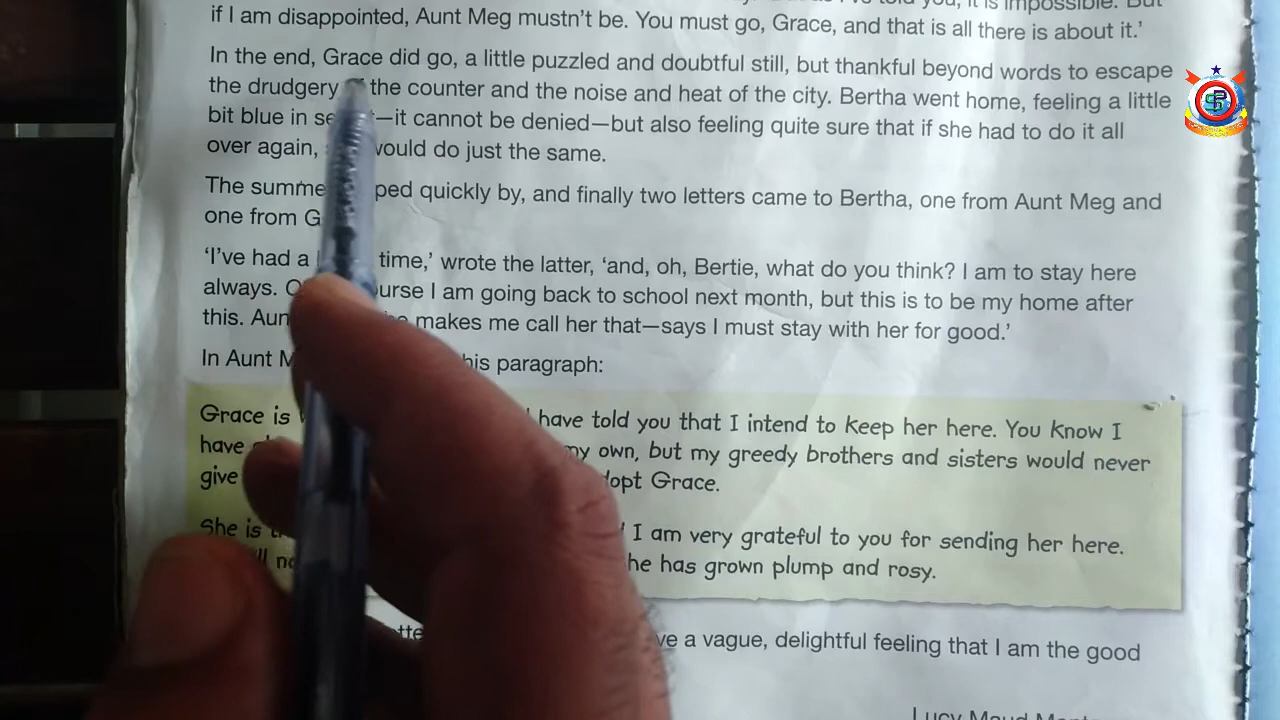 if I am disappointed, Aunt Meg mustn't be. You must go, Grace, and that is all there is about it.'
In the end, Grace did go, a little puzzled and doubtful still, but thankful beyond words to escape
the drudgery the counter and the noise and heat of the city. Bertha went home, feeling a little
bit blue in —it cannot be denied—but also feeling quite sure that if she had to do it all
over again, would do just the same.
The quickly by, and finally two letters came to Bertha, one from Aunt Meg and
one from
'I've had a time,' wrote the latter, 'and, oh, Bertie, what do you think? I am to stay here
always. I am going back to school next month, but this is to be my home after
this. makes me call her that—says I must stay with her for good.'
In Aunt paragraph:
Grace is have told you that I intend to keep her here. You know I
have my own, but my greedy brothers and sisters would never
give Grace.
She is I am very grateful to you for sending her here.
has grown plump and rosy.
a vague, delightful feeling that I am the good